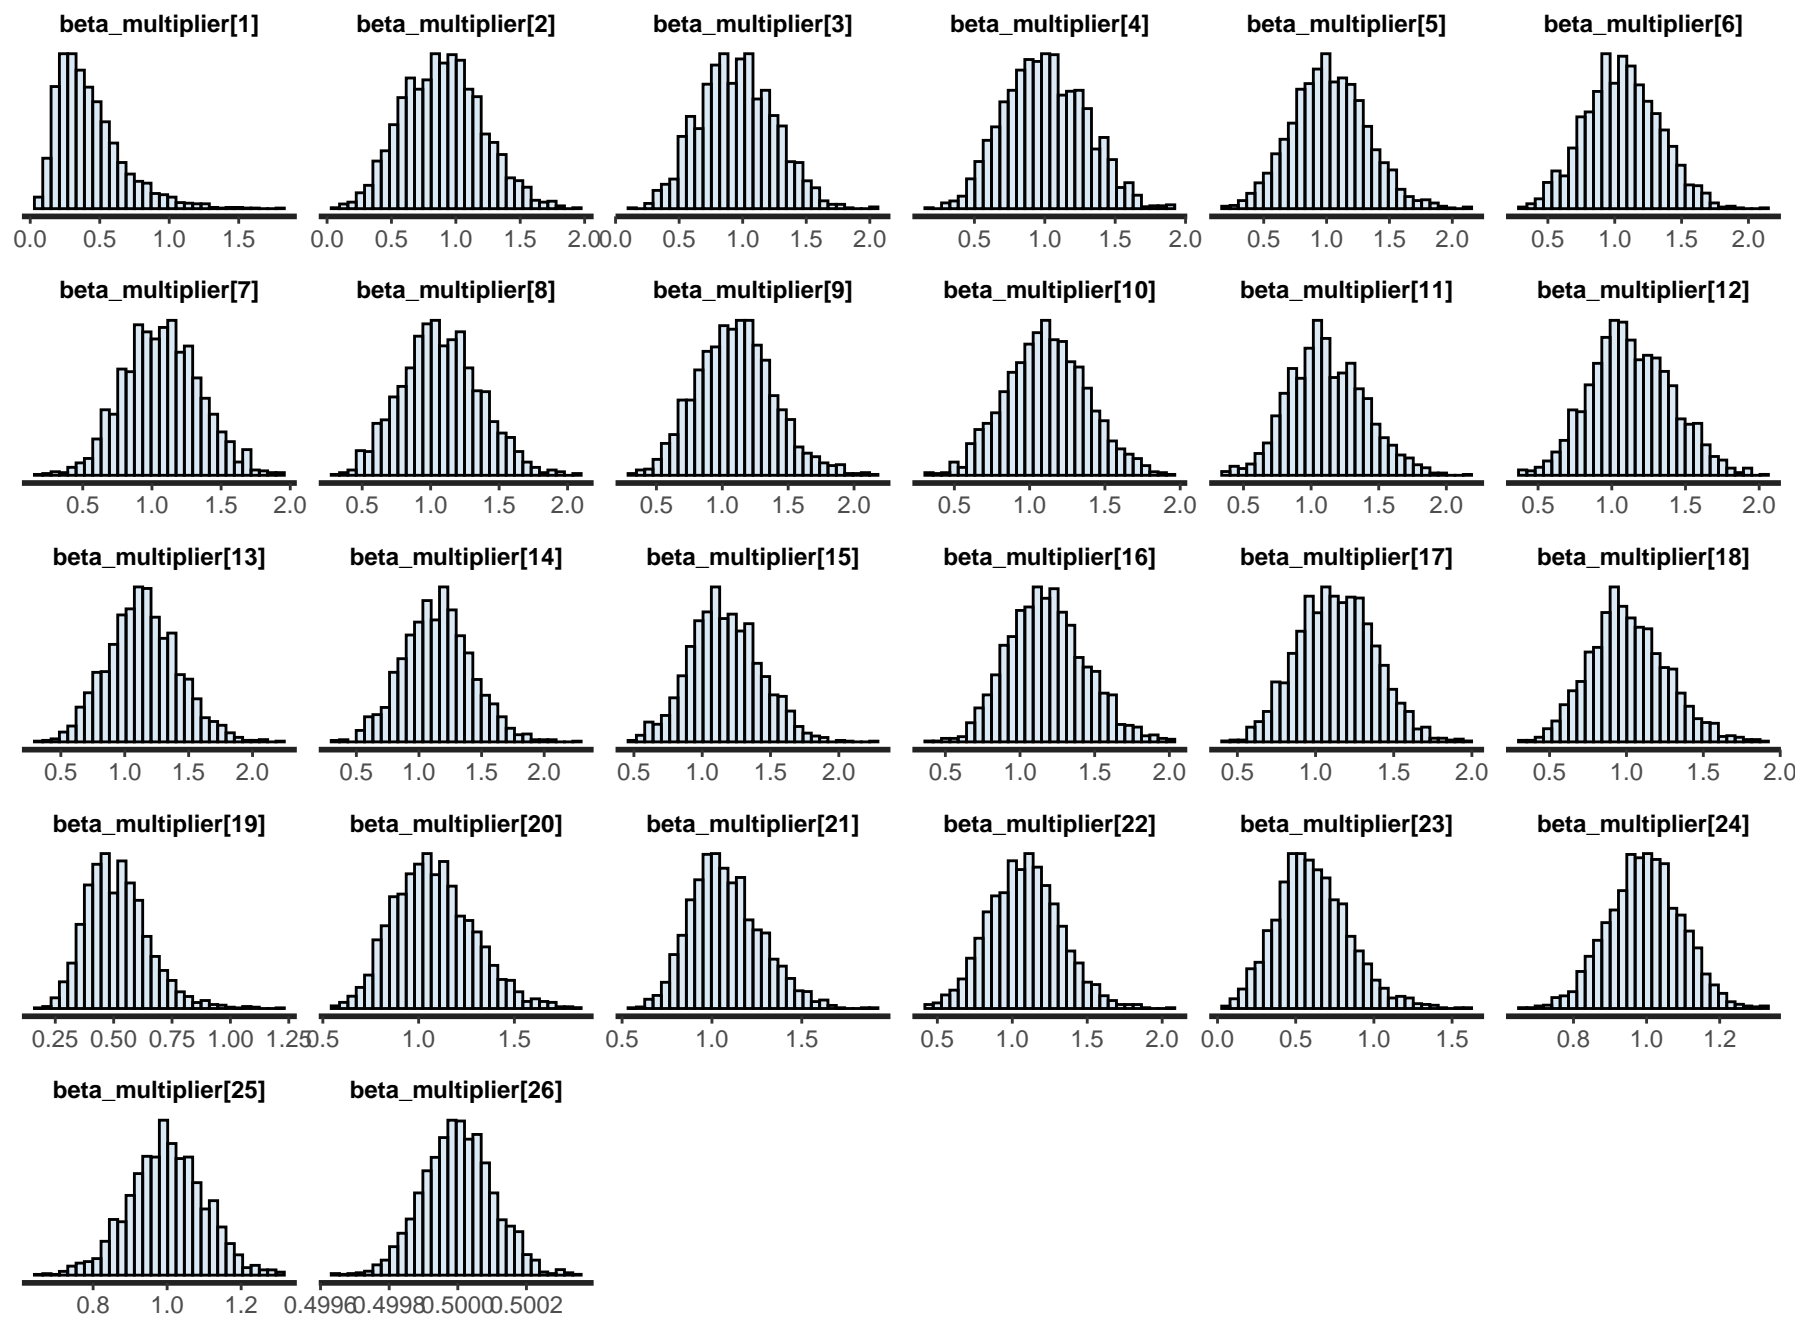 beta_multiplier[1] beta_multiplier[2] beta_multiplier[3] beta_multiplier[4] beta_multiplier[5] beta_multiplier[6]
0.0 0.5 1.0 1.5 0.0 0.5 1.0 1.5 2.0 0.0 0.5 1.0 1.5 2.0 0.5 1.0 1.5 2.0 0.5 1.0 1.5 2.0 0.5 1.0 1.5 2.0
beta_multiplier[7] beta_multiplier[8] beta_multiplier[9] beta_multiplier[10] beta_multiplier[11] beta_multiplier[12]
0.5 1.0 1.5 2.0 0.5 1.0 1.5 2.0 0.5 1.0 1.5 2.0 0.5 1.0 1.5 2.0 0.5 1.0 1.5 2.0 0.5 1.0 1.5 2.0
beta_multiplier[13] beta_multiplier[14] beta_multiplier[15] beta_multiplier[16] beta_multiplier[17] beta_multiplier[18]
0.5 1.0 1.5 2.0 0.5 1.0 1.5 2.0 0.5 1.0 1.5 2.0 0.5 1.0 1.5 2.0 0.5 1.0 1.5 2.0 0.5 1.0 1.5 2.0
beta_multiplier[19] beta_multiplier[20] beta_multiplier[21] beta_multiplier[22] beta_multiplier[23] beta_multiplier[24]
0.25 0.50 0.75 1.00 1.25 0.5 1.0 1.5 0.5 1.0 1.5 0.5 1.0 1.5 2.0 0.0 0.5 1.0 1.5 0.8 1.0 1.2
beta_multiplier[25] beta_multiplier[26]
0.8 1.0 1.2 0.4996 0.4998 0.5000 0.5002